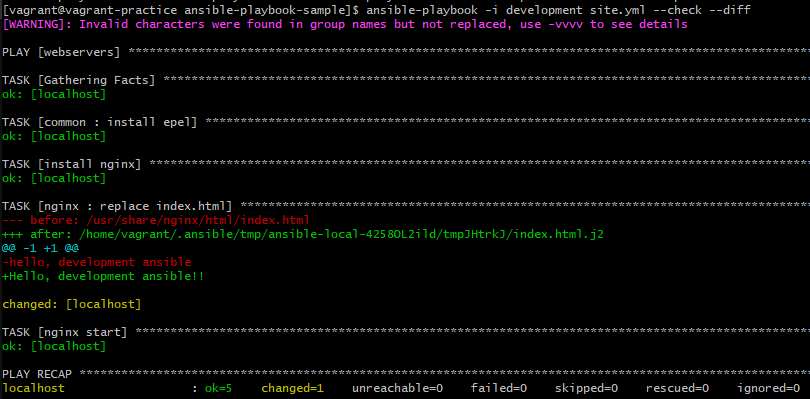 [vagrant@vagrant-practice ansible-playbook-sample]$ ansible-playbook -i development site.yml --check --diff
[WARNING]: Invalid characters were found in group names but not replaced, use -vvvv to see details
PLAY [webservers] ****************************************************************************************************
TASK [Gathering Facts] ***********************************************************************************************
ok: [localhost]
TASK [common : install epel] *****************************************************************************************
ok: [localhost]
TASK [install nginx] *************************************************************************************************
ok: [localhost]
TASK [nginx : replace index.html] ************************************************************************************
--- before: /usr/share/nginx/html/index.html
+++ after: /home/vagrant/.ansible/tmp/ansible-local-4258OL2ild/tmpJHtrkJ/index.html.j2
@@ -1 +1 @@
-hello, development ansible
+Hello, development ansible!!
changed: [localhost]
TASK [nginx start] ***************************************************************************************************
ok: [localhost]
PLAY RECAP ***********************************************************************************************************
localhost                  : ok=5    changed=1    unreachable=0    failed=0    skipped=0    rescued=0    ignored=0